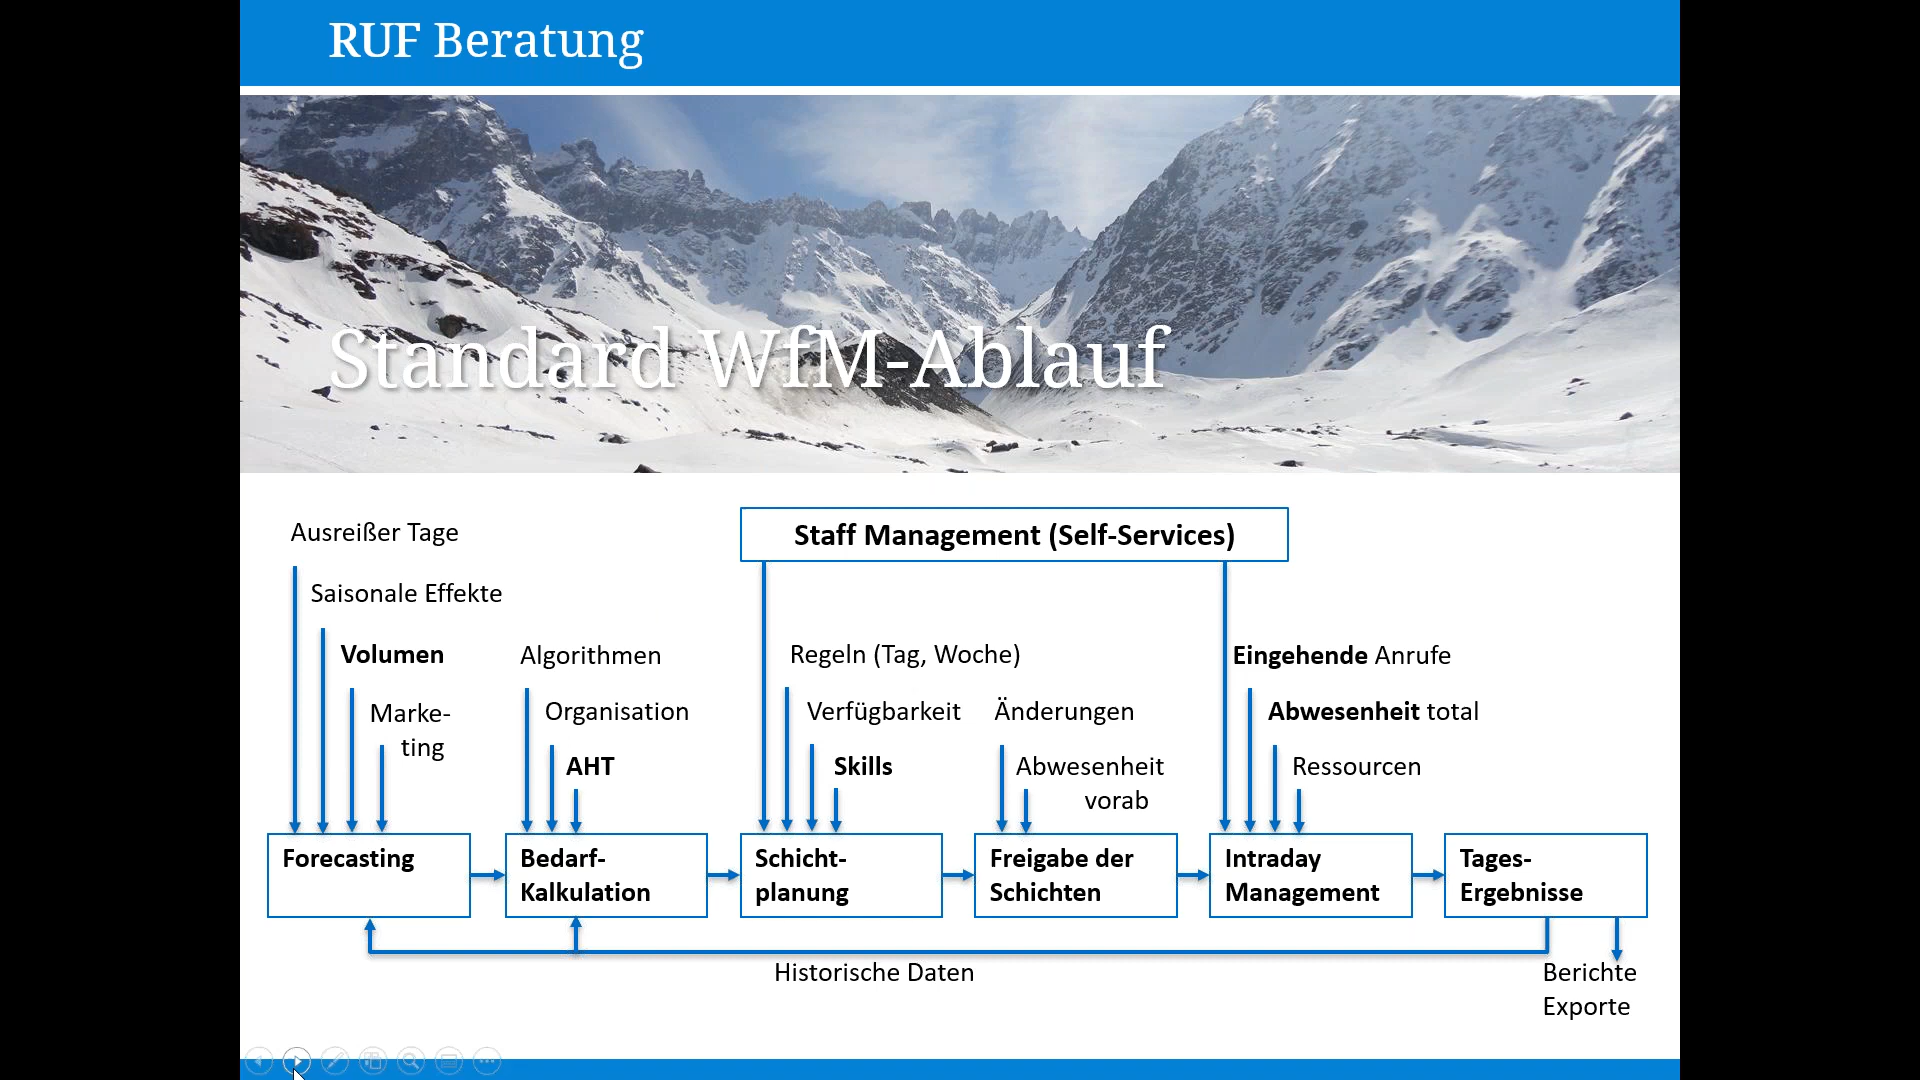 RUF Beratung
Standard WfM-Ablauf
Ausreißer Tage
Saisonale Effekte
Volumen
Marke-
ting
Algorithmen
Organisation
AHT
Staff Management (Self-Services)
Regeln (Tag, Woche)
Verfügbarkeit
Skills
Änderungen
Abwesenheit
vorab
Eingehende Anrufe
Abwesenheit total
Ressourcen
Forecasting
Bedarf-
Kalkulation
Schicht-
planung
Freigabe der
Schichten
Intraday
Management
Tages-
Ergebnisse
Historische Daten
Berichte
Exporte